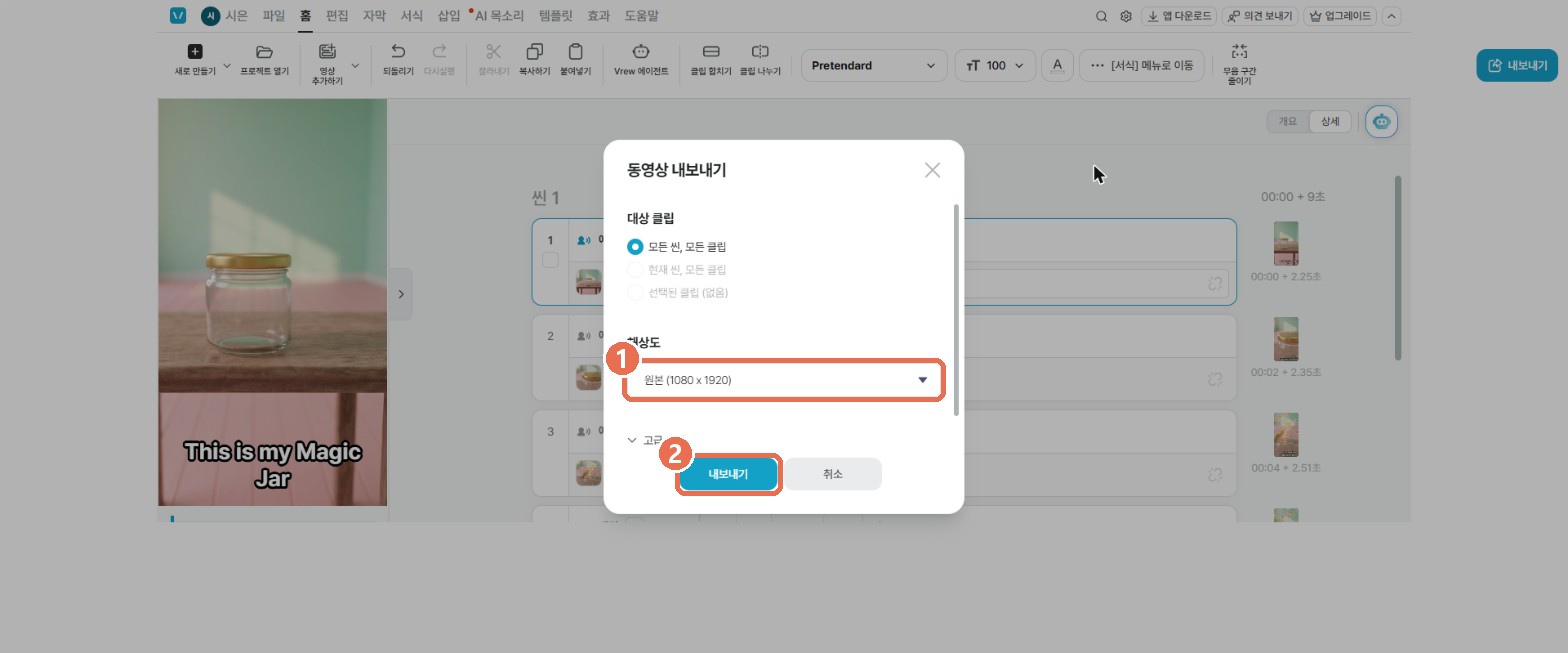 시 시은 파일 홈 편집 자막 서식 삽입 AI 목소리 템플릿 효과 도움말 앱 다운로드 의견 보내기 업그레이드
새로 만들기 프로젝트 열기 영상 추가하기 되돌리기 다시실행 잘라내기 복사하기 붙여넣기 Vrew 에이전트 클립 합치기 클립 나누기 Pretendard TT 100 A ··· [서식] 메뉴로 이동 무음 구간 줄이기 내보내기
개요 상세
동영상 내보내기
씬 1
00:00 + 9초
대상 클립
1
모든 씬, 모든 클립
현재 씬, 모든 클립
00:00 + 2.25초
선택된 클립 (없음)
2
해상도
1
00:02 + 2.35초
원본 (1080 x 1920)
3
고급
This is my Magic
Jar
2
00:04 + 2.51초
내보내기 취소